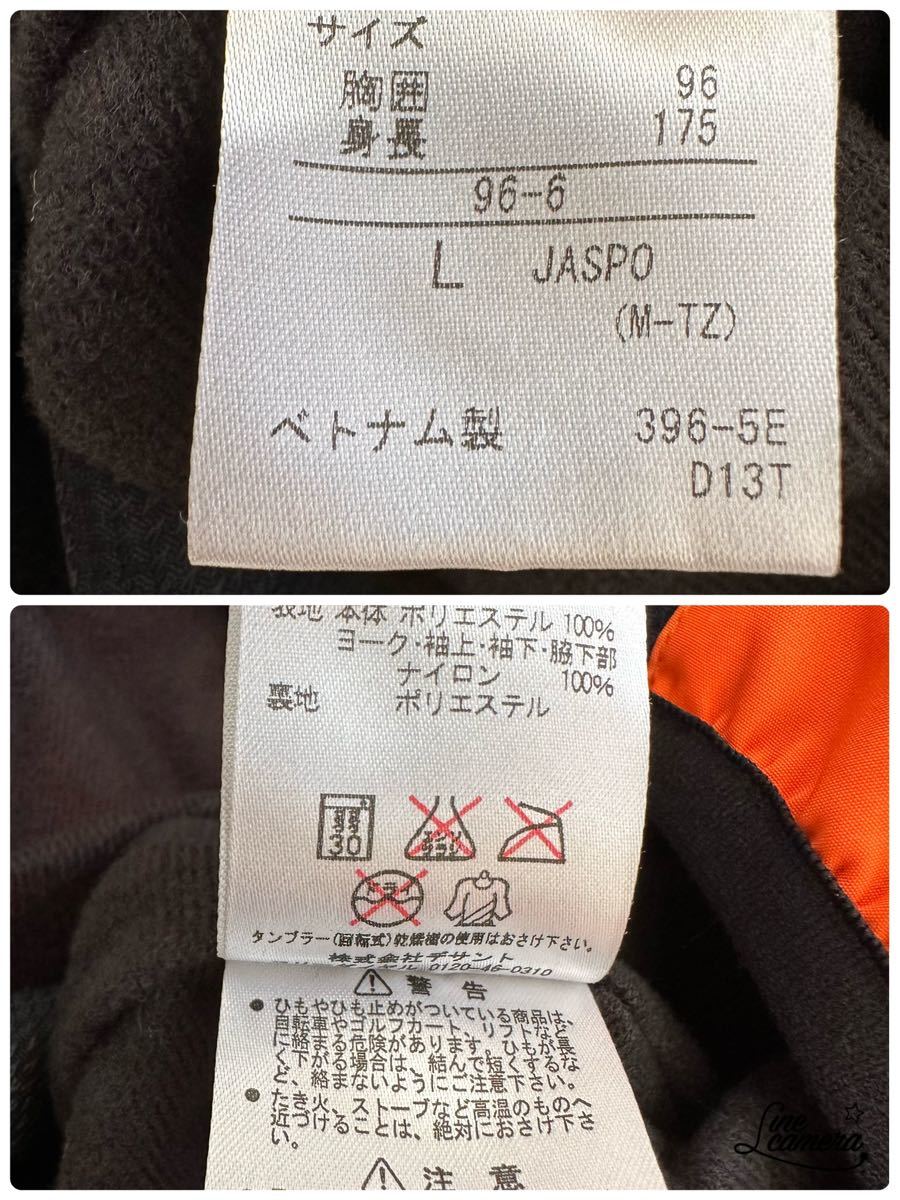 サイズ
胸囲 96
身長 175
96-6
L JASPO
(M-TZ)
ベトナム製 396-5E
D13T
表地 本体 ポリエステル 100%
ヨーク・袖上・袖下・脇下部
ナイロン 100%
裏地 ポリエステル
30
エンソ
サラシ
ドライ
タンブラー(回転式)乾燥機の使用はおさけ下さい。
株式会社デサント
0120-46-0310
警告
●ひもやひも止めがついている商品は、
自転車やゴルフカート、リフトなど
に絡まる危険があります。ひもが長
く下がる場合は、結んで短くするな
ど、絡まないようにご注意下さい。
●たき火、ストーブなど高温のものへ
近づけることは、絶対におさけ下さ
い。
注意
Line
camera